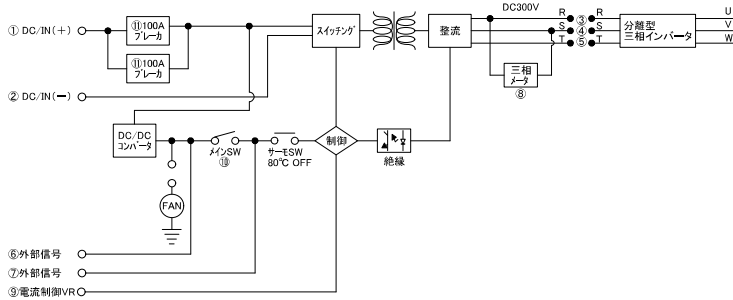 ① DC/IN(+)
⑪100A
ブレーカ
⑪100A
ブレーカ
② DC/IN(ー)
スイッチング
整流
DC300V
R ③ R
S ④ S
T ⑤ T
分離型
三相インバータ
U
V
W
三相
メータ
⑧
DC/DC
コンバータ
メインSW
⑩
サーモSW
80℃ OFF
制御
絶縁
FAN
⑥外部信号
⑦外部信号
⑨電流制御VR